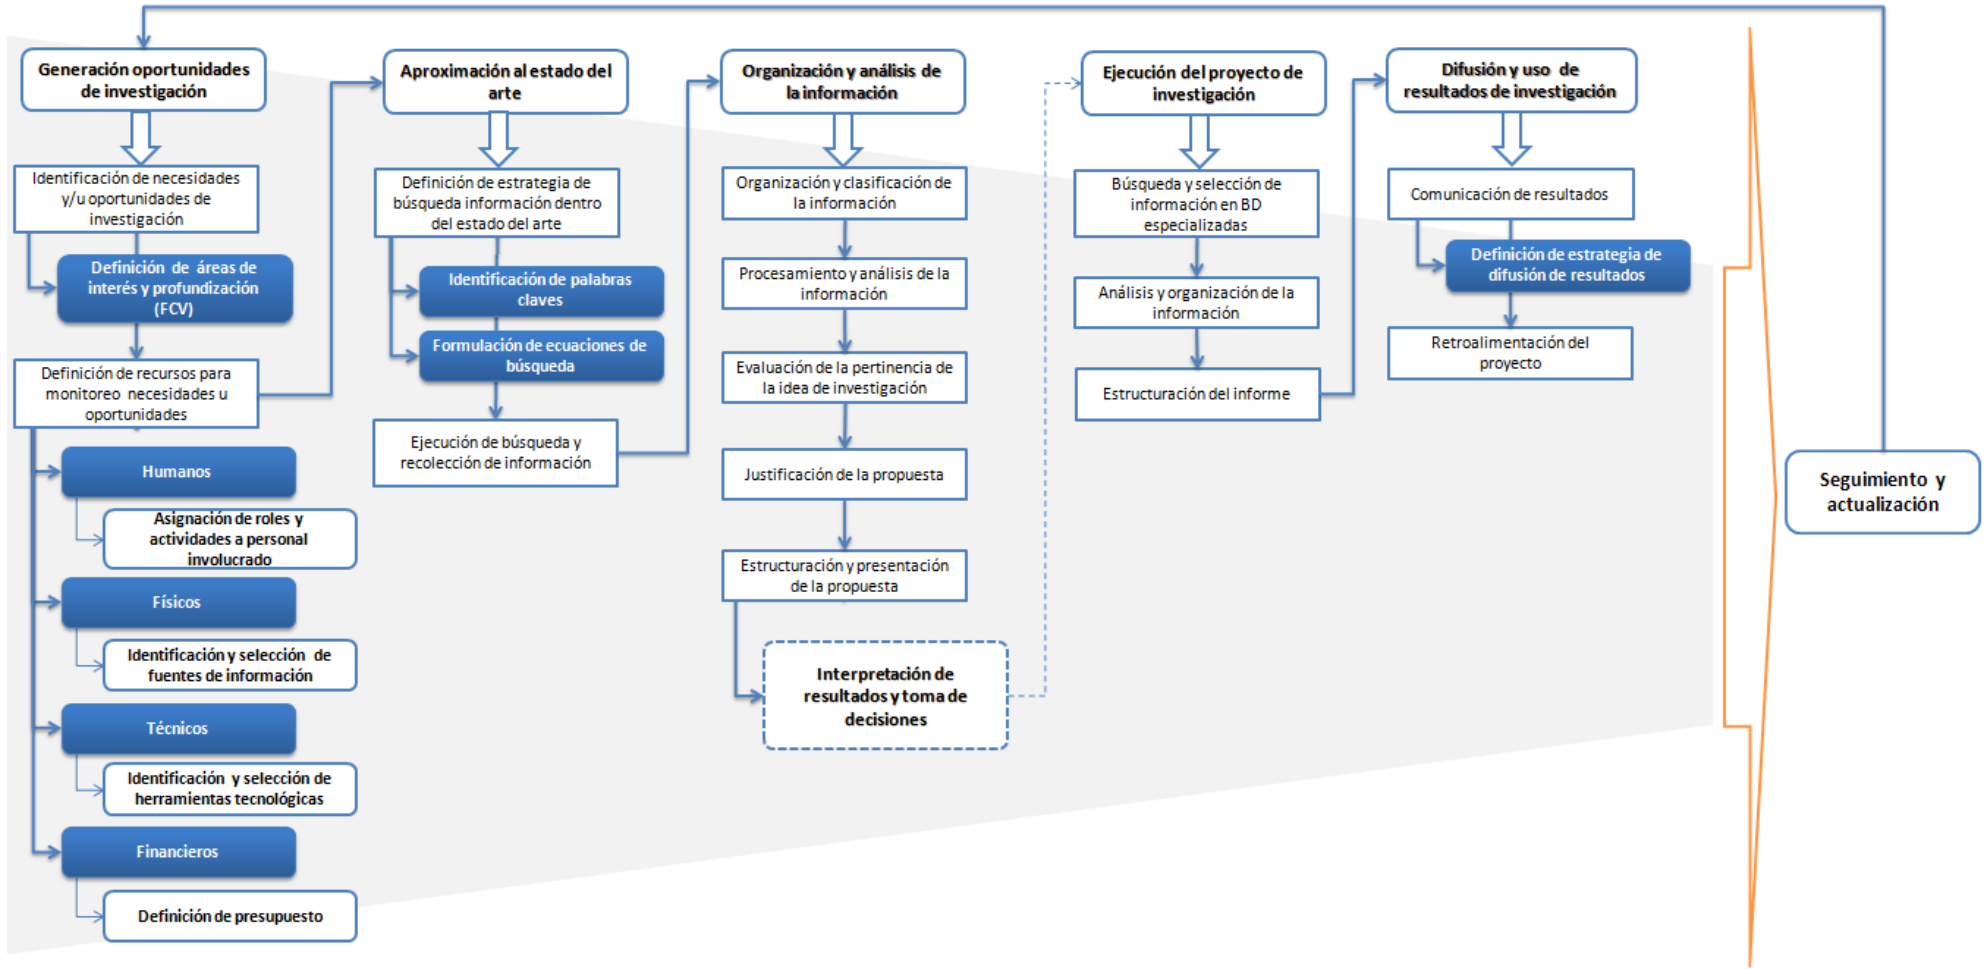 Generación oportunidades
de investigación
Identificación de necesidades
y/u oportunidades de
investigación
Definición de áreas de
interés y profundización
(FCV)
Definición de recursos para
monitoreo necesidades u
oportunidades
Humanos
Asignación de roles y
actividades a personal
involucrado
Físicos
Identificación y selección de
fuentes de información
Técnicos
Identificación y selección de
herramientas tecnológicas
Financieros
Definición de presupuesto
Aproximación al estado del
arte
Definición de estrategia de
búsqueda información dentro
del estado del arte
Identificación de palabras
claves
Formulación de ecuaciones de
búsqueda
Ejecución de búsqueda y
recolección de información
Organización y análisis de
la información
Organización y clasificación de
la información
Procesamiento y análisis de la
información
Evaluación de la pertinencia de
la idea de investigación
Justificación de la propuesta
Estructuración y presentación
de la propuesta
Interpretación de
resultados y toma de
decisiones
Ejecución del proyecto de
investigación
Búsqueda y selección de
información en BD
especializadas
Análisis y organización de la
información
Estructuración del informe
Difusión y uso de
resultados de investigación
Comunicación de resultados
Definición de estrategia de
difusión de resultados
Retroalimentación del
proyecto
Seguimiento y
actualización